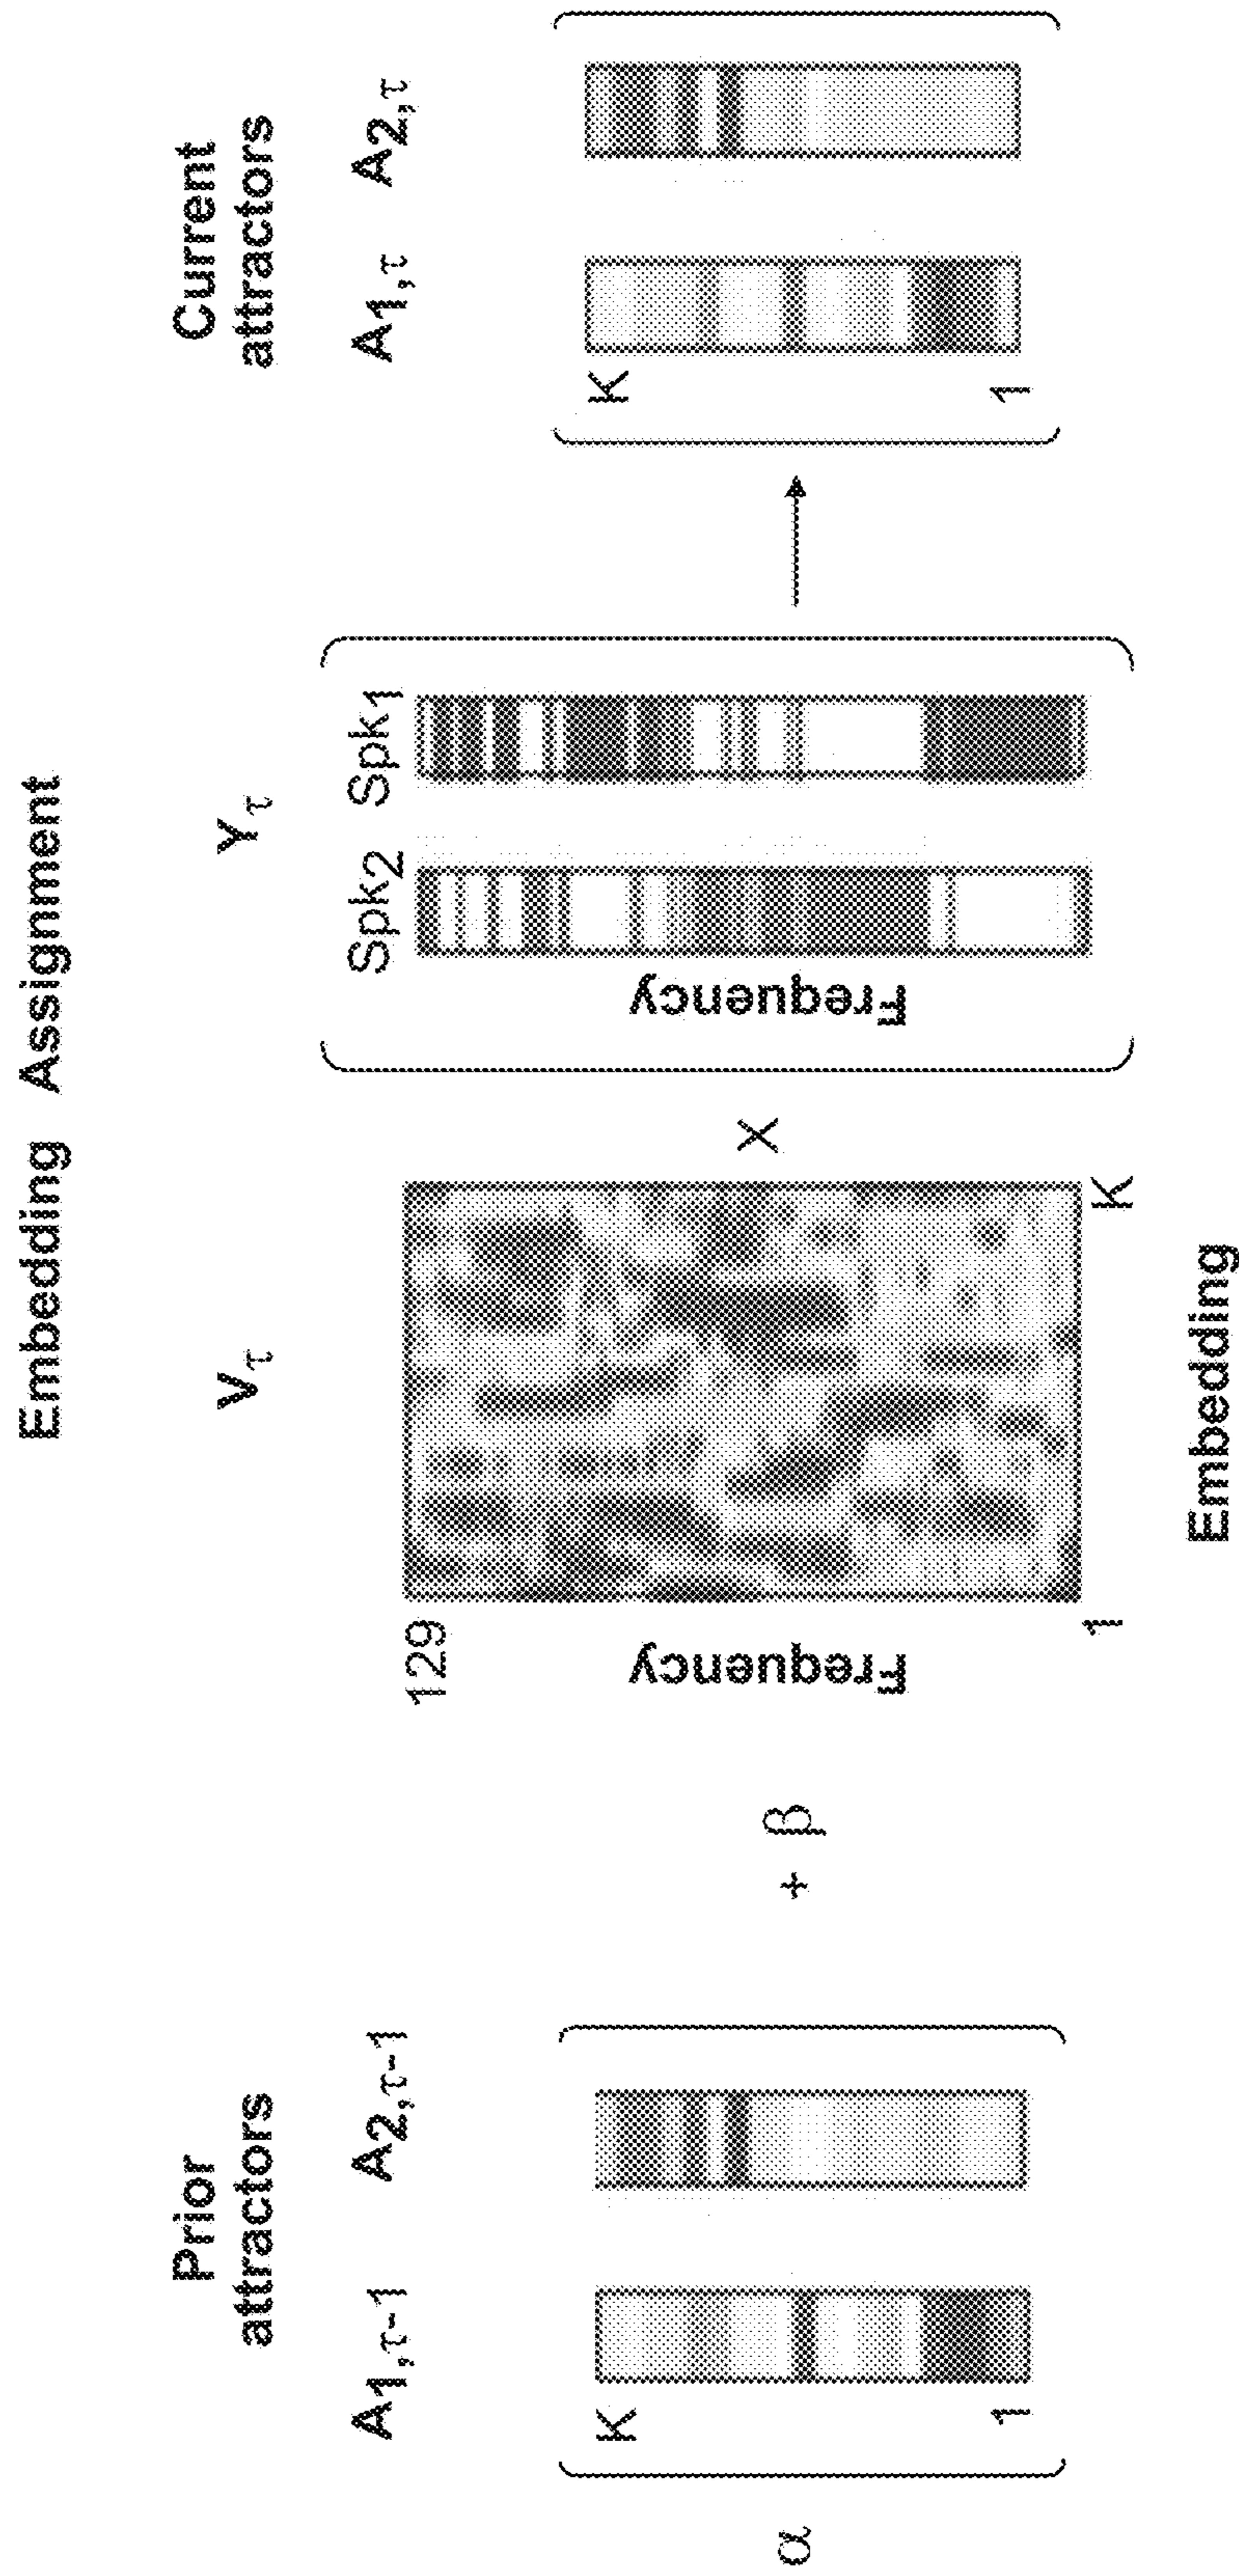 Embedding Assignment
Prior
attractors
A1,τ-1
A2,τ-1
α
K
1
+ β
Vτ
129
Frequency
1
K
Embedding
X
Yτ
Spk2
Spk1
Frequency
Current
attractors
A1,τ
A2,τ
K
1